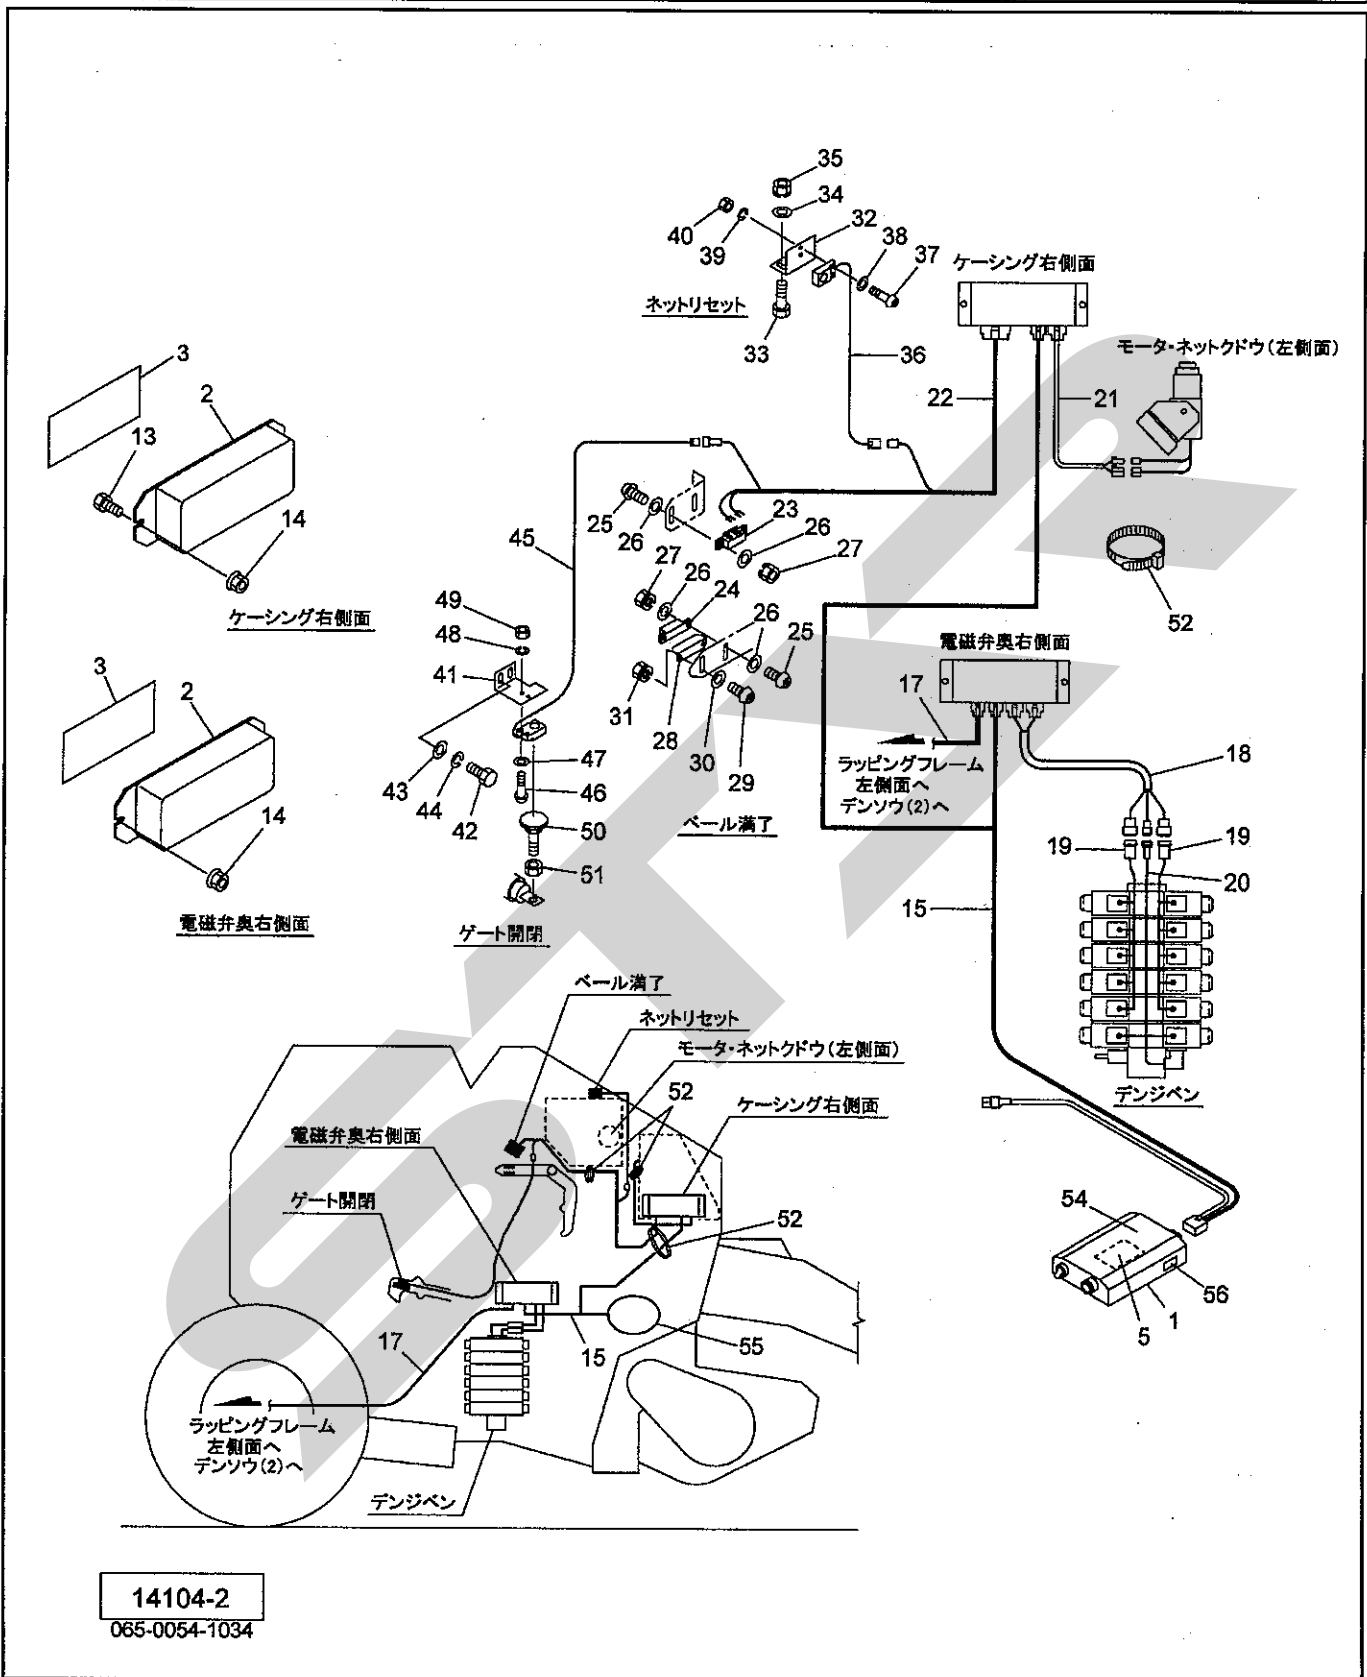 35
34
40
39
32
38
37
ケーシング右側面
ネットリセット
33
36
モータ・ネットクドウ(左側面)
3
2
13
14
ケーシング右側面
22
21
25
26
23
26
27
45
27
26
24
52
49
48
41
26
25
電磁弁奥右側面
3
2
31
28
30
29
17
ラッピングフレーム
左側面へ
デンソウ(2)へ
18
43
44
42
47
46
ベール満了
50
51
14
19
19
20
15
電磁弁奥右側面
ゲート開閉
デンジベン
ベール満了
ネットリセット
モータ・ネットクドウ(左側面)
52
ケーシング右側面
電磁弁奥右側面
ゲート開閉
52
54
56
5
1
17
15
55
ラッピングフレーム
左側面へ
デンソウ(2)へ
デンジベン
14104-2
065-0054-1034
STAR